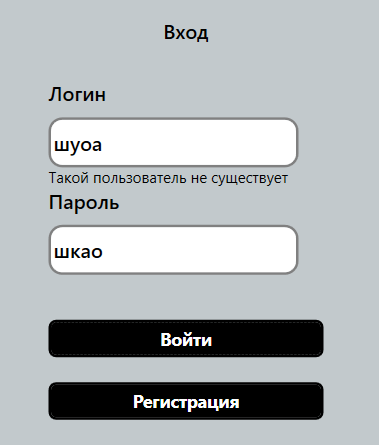 Вход
Логин
шуоа
Такой пользователь не существует
Пароль
шкао
Войти
Регистрация